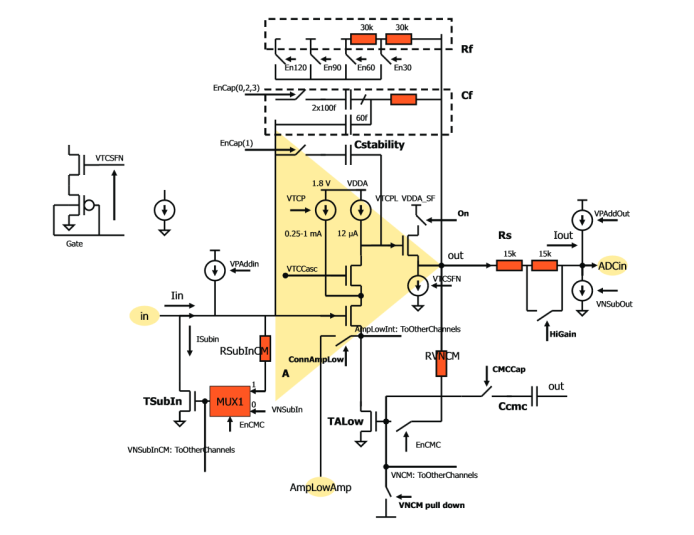 30k 30k
Rf
En120 En90 En60 En30
EnCap(0,2,3)
Cf
2x100f
60f
EnCap(1)
Cstability
VTCSFN
1.8 V VDDA
VTCP
VTCPL VDDA_SF
On
0.25-1 mA
12 µA
Gate
VPAddin
VTCCasc
out
VTCSFN
Rs
15k 15k
Iout
VPAddOut
ADCin
VNSubOut
HiGain
Iin
in
ISubin
RSubInCM
AmpLowInt: ToOtherChannels
ConnAmpLow
A
RVNCM
CMCCap
out
Ccmc
TSubIn
MUX1
1
0
VNSubIn
EnCMC
TALow
EnCMC
VNSubInCM: ToOtherChannels
VNCM: ToOtherChannels
AmpLowAmp
VNCM pull down